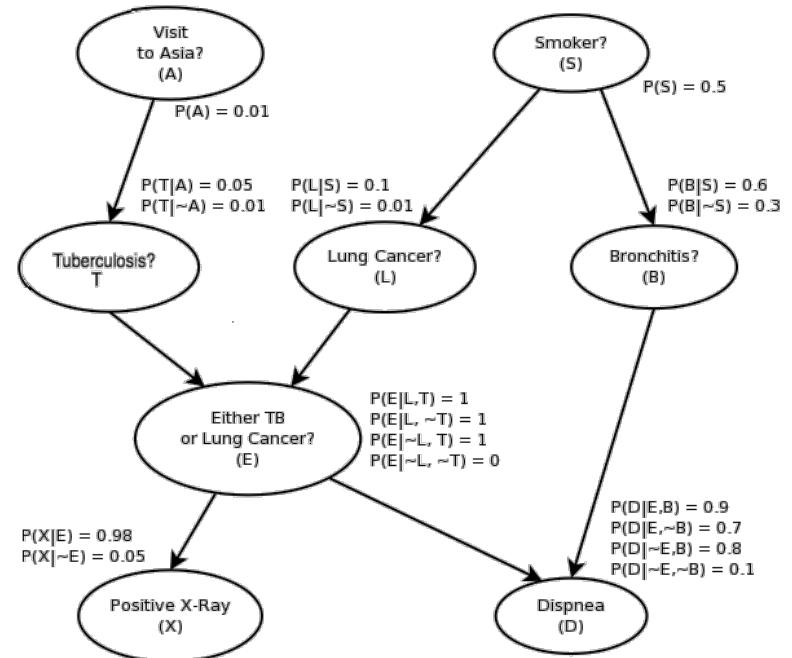 Visit
to Asia?
(A)
Smoker?
(S)
P(S) = 0.5
P(A) = 0.01
P(T|A) = 0.05
P(T|~A) = 0.01
P(L|S) = 0.1
P(L|~S) = 0.01
P(B|S) = 0.6
P(B|~S) = 0.3
Tuberculosis?
T
Lung Cancer?
(L)
Bronchitis?
(B)
Either TB
or Lung Cancer?
(E)
P(E|L,T) = 1
P(E|L, ~T) = 1
P(E|~L, T) = 1
P(E|~L, ~T) = 0
P(X|E) = 0.98
P(X|~E) = 0.05
P(D|E,B) = 0.9
P(D|E,~B) = 0.7
P(D|~E,B) = 0.8
P(D|~E,~B) = 0.1
Positive X-Ray
(X)
Dispnea
(D)